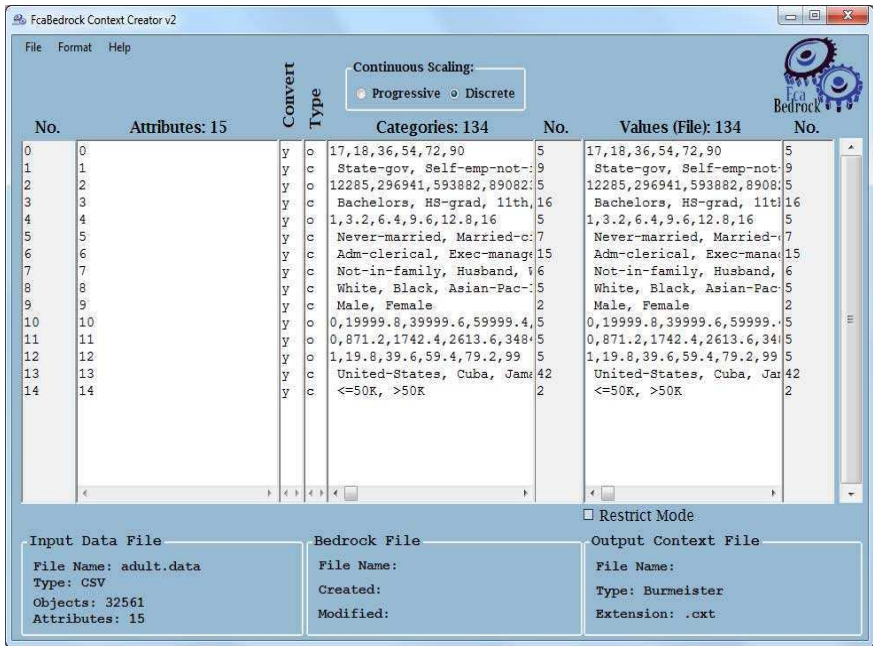 FcaBedrock Context Creator v2
File Format Help
Convert
Type
Continuous Scaling:
Progressive Discrete
Fca
Bedrock
No. Attributes: 15 Categories: 134 No. Values (File): 134 No.
0 0 y o 17,18,36,54,72,90 5 17,18,36,54,72,90 5
1 1 y c State-gov, Self-emp-not- 9 State-gov, Self-emp-not- 9
2 2 y o 12285,296941,593882,89082 5 12285,296941,593882,8908 5
3 3 y c Bachelors, HS-grad, 11th, 16 Bachelors, HS-grad, 11t 16
4 4 y o 1,3.2,6.4,9.6,12.8,16 5 1,3.2,6.4,9.6,12.8,16 5
5 5 y c Never-married, Married-c 7 Never-married, Married- 7
6 6 y c Adm-clerical, Exec-manage 15 Adm-clerical, Exec-mana 15
7 7 y c Not-in-family, Husband, 6 Not-in-family, Husband, 6
8 8 y c White, Black, Asian-Pac- 5 White, Black, Asian-Pac- 5
9 9 y c Male, Female 2 Male, Female 2
10 10 y o 0,19999.8,39999.6,59999.4, 5 0,19999.8,39999.6,59999. 5
11 11 y o 0,871.2,1742.4,2613.6,348 5 0,871.2,1742.4,2613.6,34 5
12 12 y o 1,19.8,39.6,59.4,79.2,99 5 1,19.8,39.6,59.4,79.2,99 5
13 13 y c United-States, Cuba, Jama 42 United-States, Cuba, Ja 42
14 14 y c <=50K, >50K 2 <=50K, >50K 2
Restrict Mode
Input Data File
File Name: adult.data
Type: CSV
Objects: 32561
Attributes: 15
Bedrock File
File Name:
Created:
Modified:
Output Context File
File Name:
Type: Burmeister
Extension: .cxt